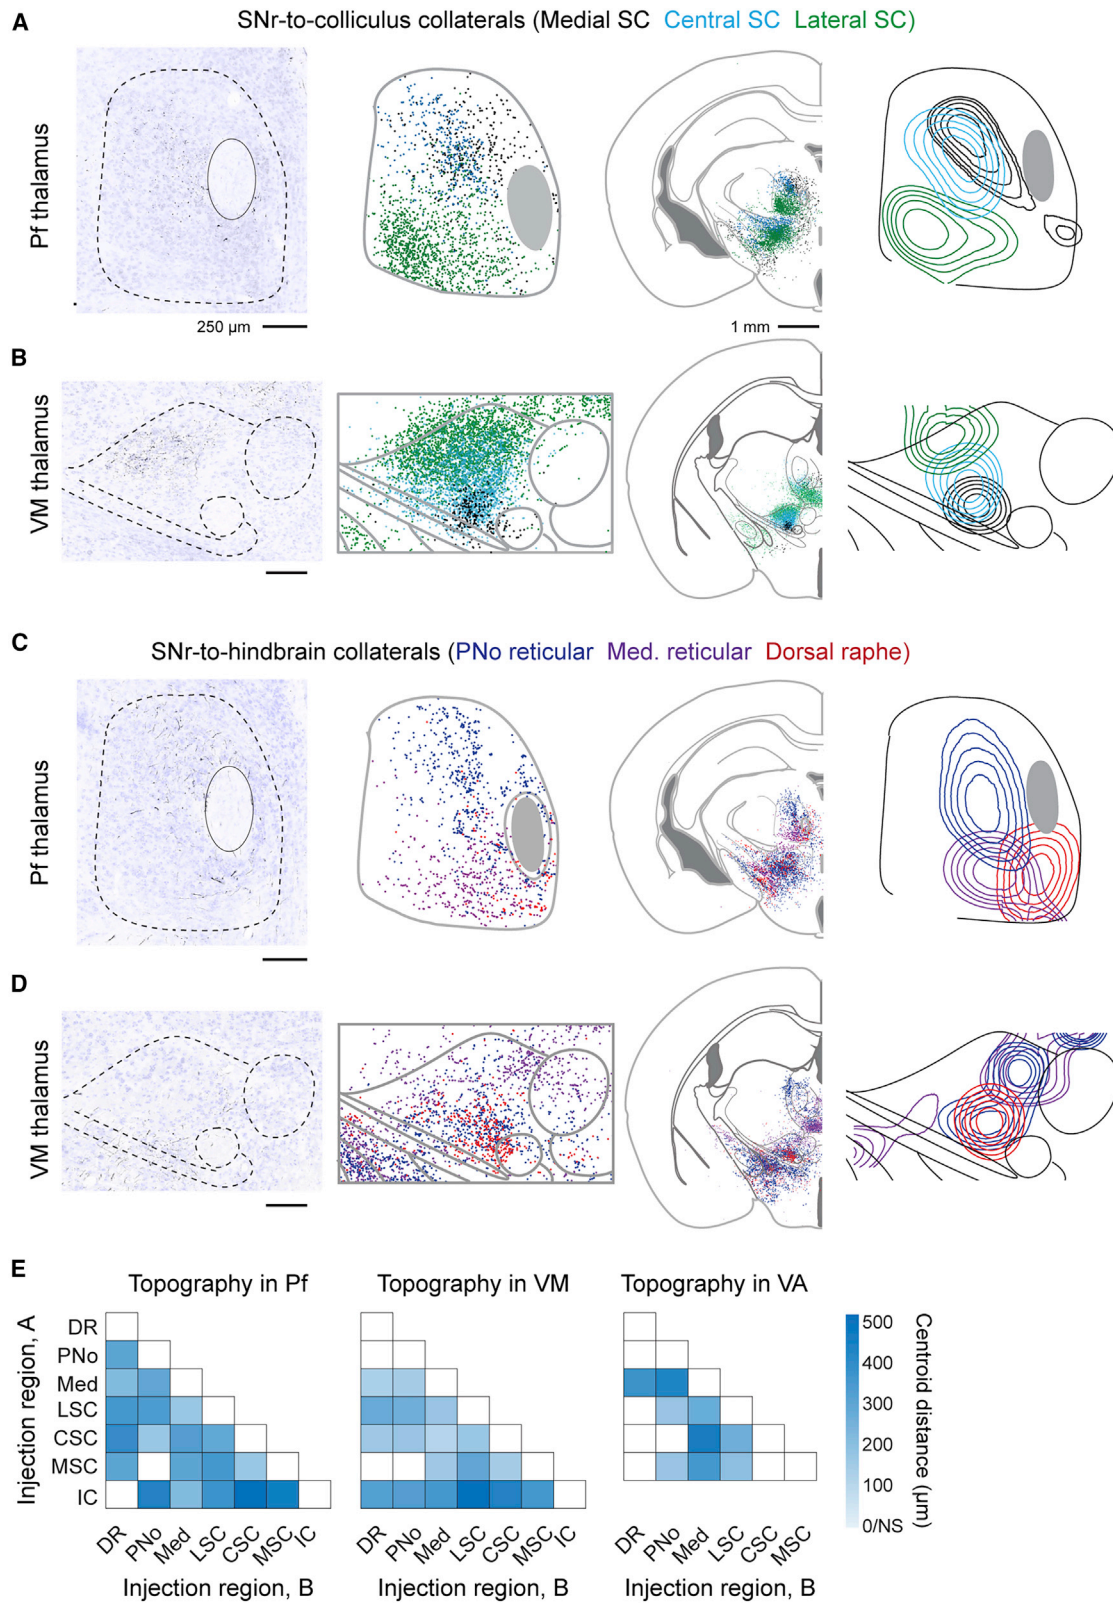 A
SNr-to-colliculus collaterals (Medial SC Central SC Lateral SC)
Pf thalamus
250 µm
1 mm
B
VM thalamus
C
SNr-to-hindbrain collaterals (PNo reticular Med. reticular Dorsal raphe)
Pf thalamus
D
VM thalamus
E
Topography in Pf
Topography in VM
Topography in VA
Injection region, A
DR
PNo
Med
LSC
CSC
MSC
IC
DR PNo Med LSC CSC MSC IC
Injection region, B
DR PNo Med LSC CSC MSC IC
Injection region, B
DR PNo Med LSC CSC MSC
Injection region, B
500
400
300
200
100
0/NS
Centroid distance (µm)